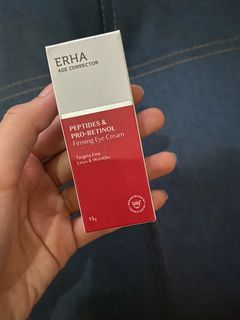 ERHA
AGE CORRECTOR
PEPTIDES &
PRO-RETINOL
Firming Eye Cream
Targets Fine
Lines & Wrinkles
15g